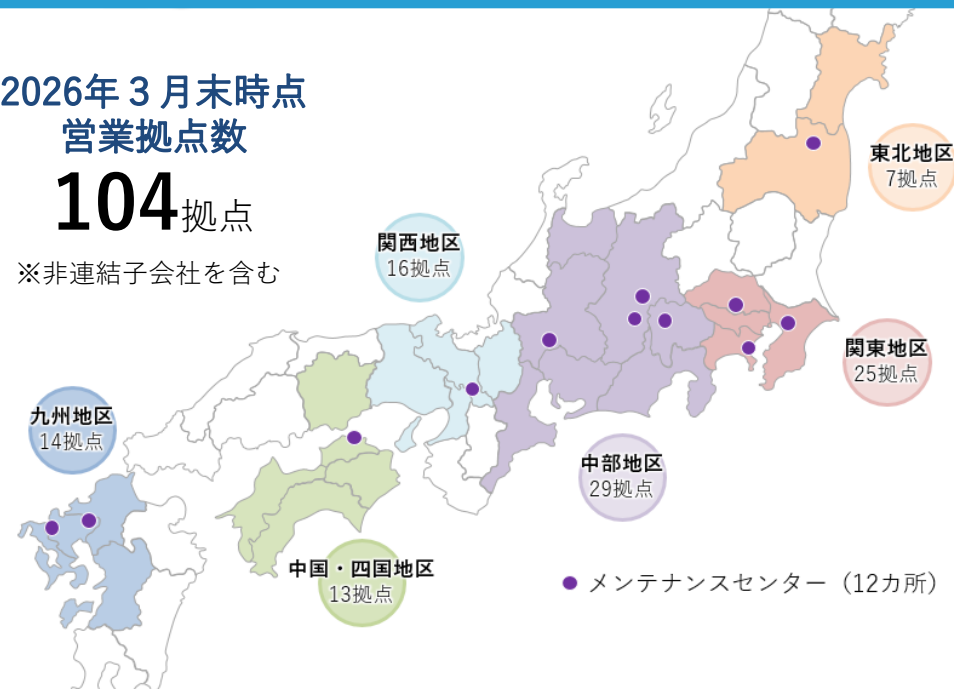 2026年3月末時点
営業拠点数
104拠点
※非連結子会社を含む
東北地区
7拠点
関西地区
16拠点
関東地区
25拠点
九州地区
14拠点
中部地区
29拠点
中国・四国地区
13拠点
メンテナンスセンター（12カ所）